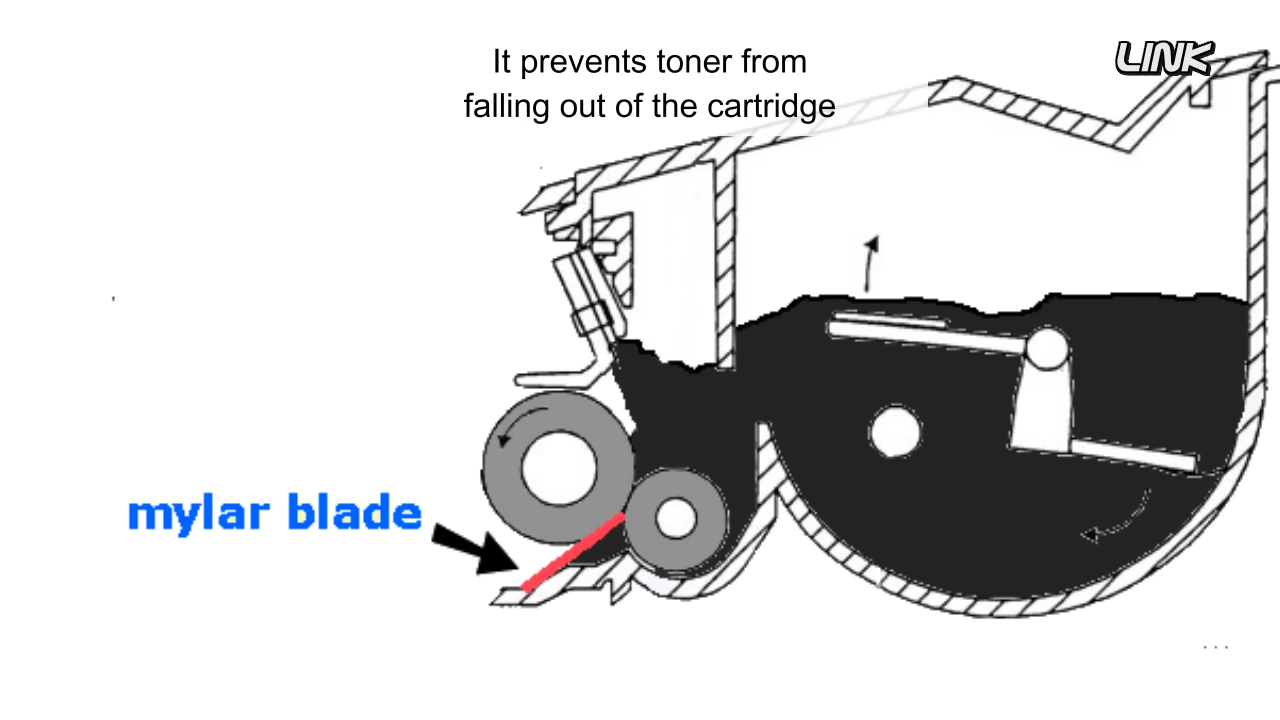 It prevents toner from
falling out of the cartridge
LINK
mylar blade
...